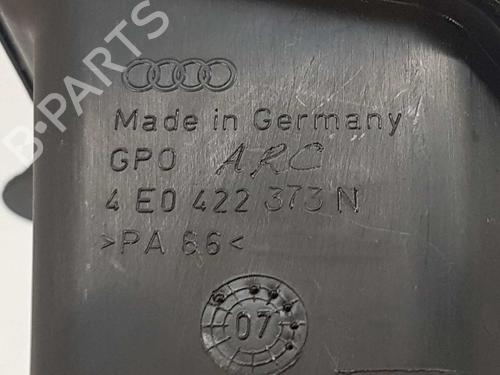 B-PARTS
Made in Germany
GPO ARC
4 E0 422 373 N
>PA 66<
07